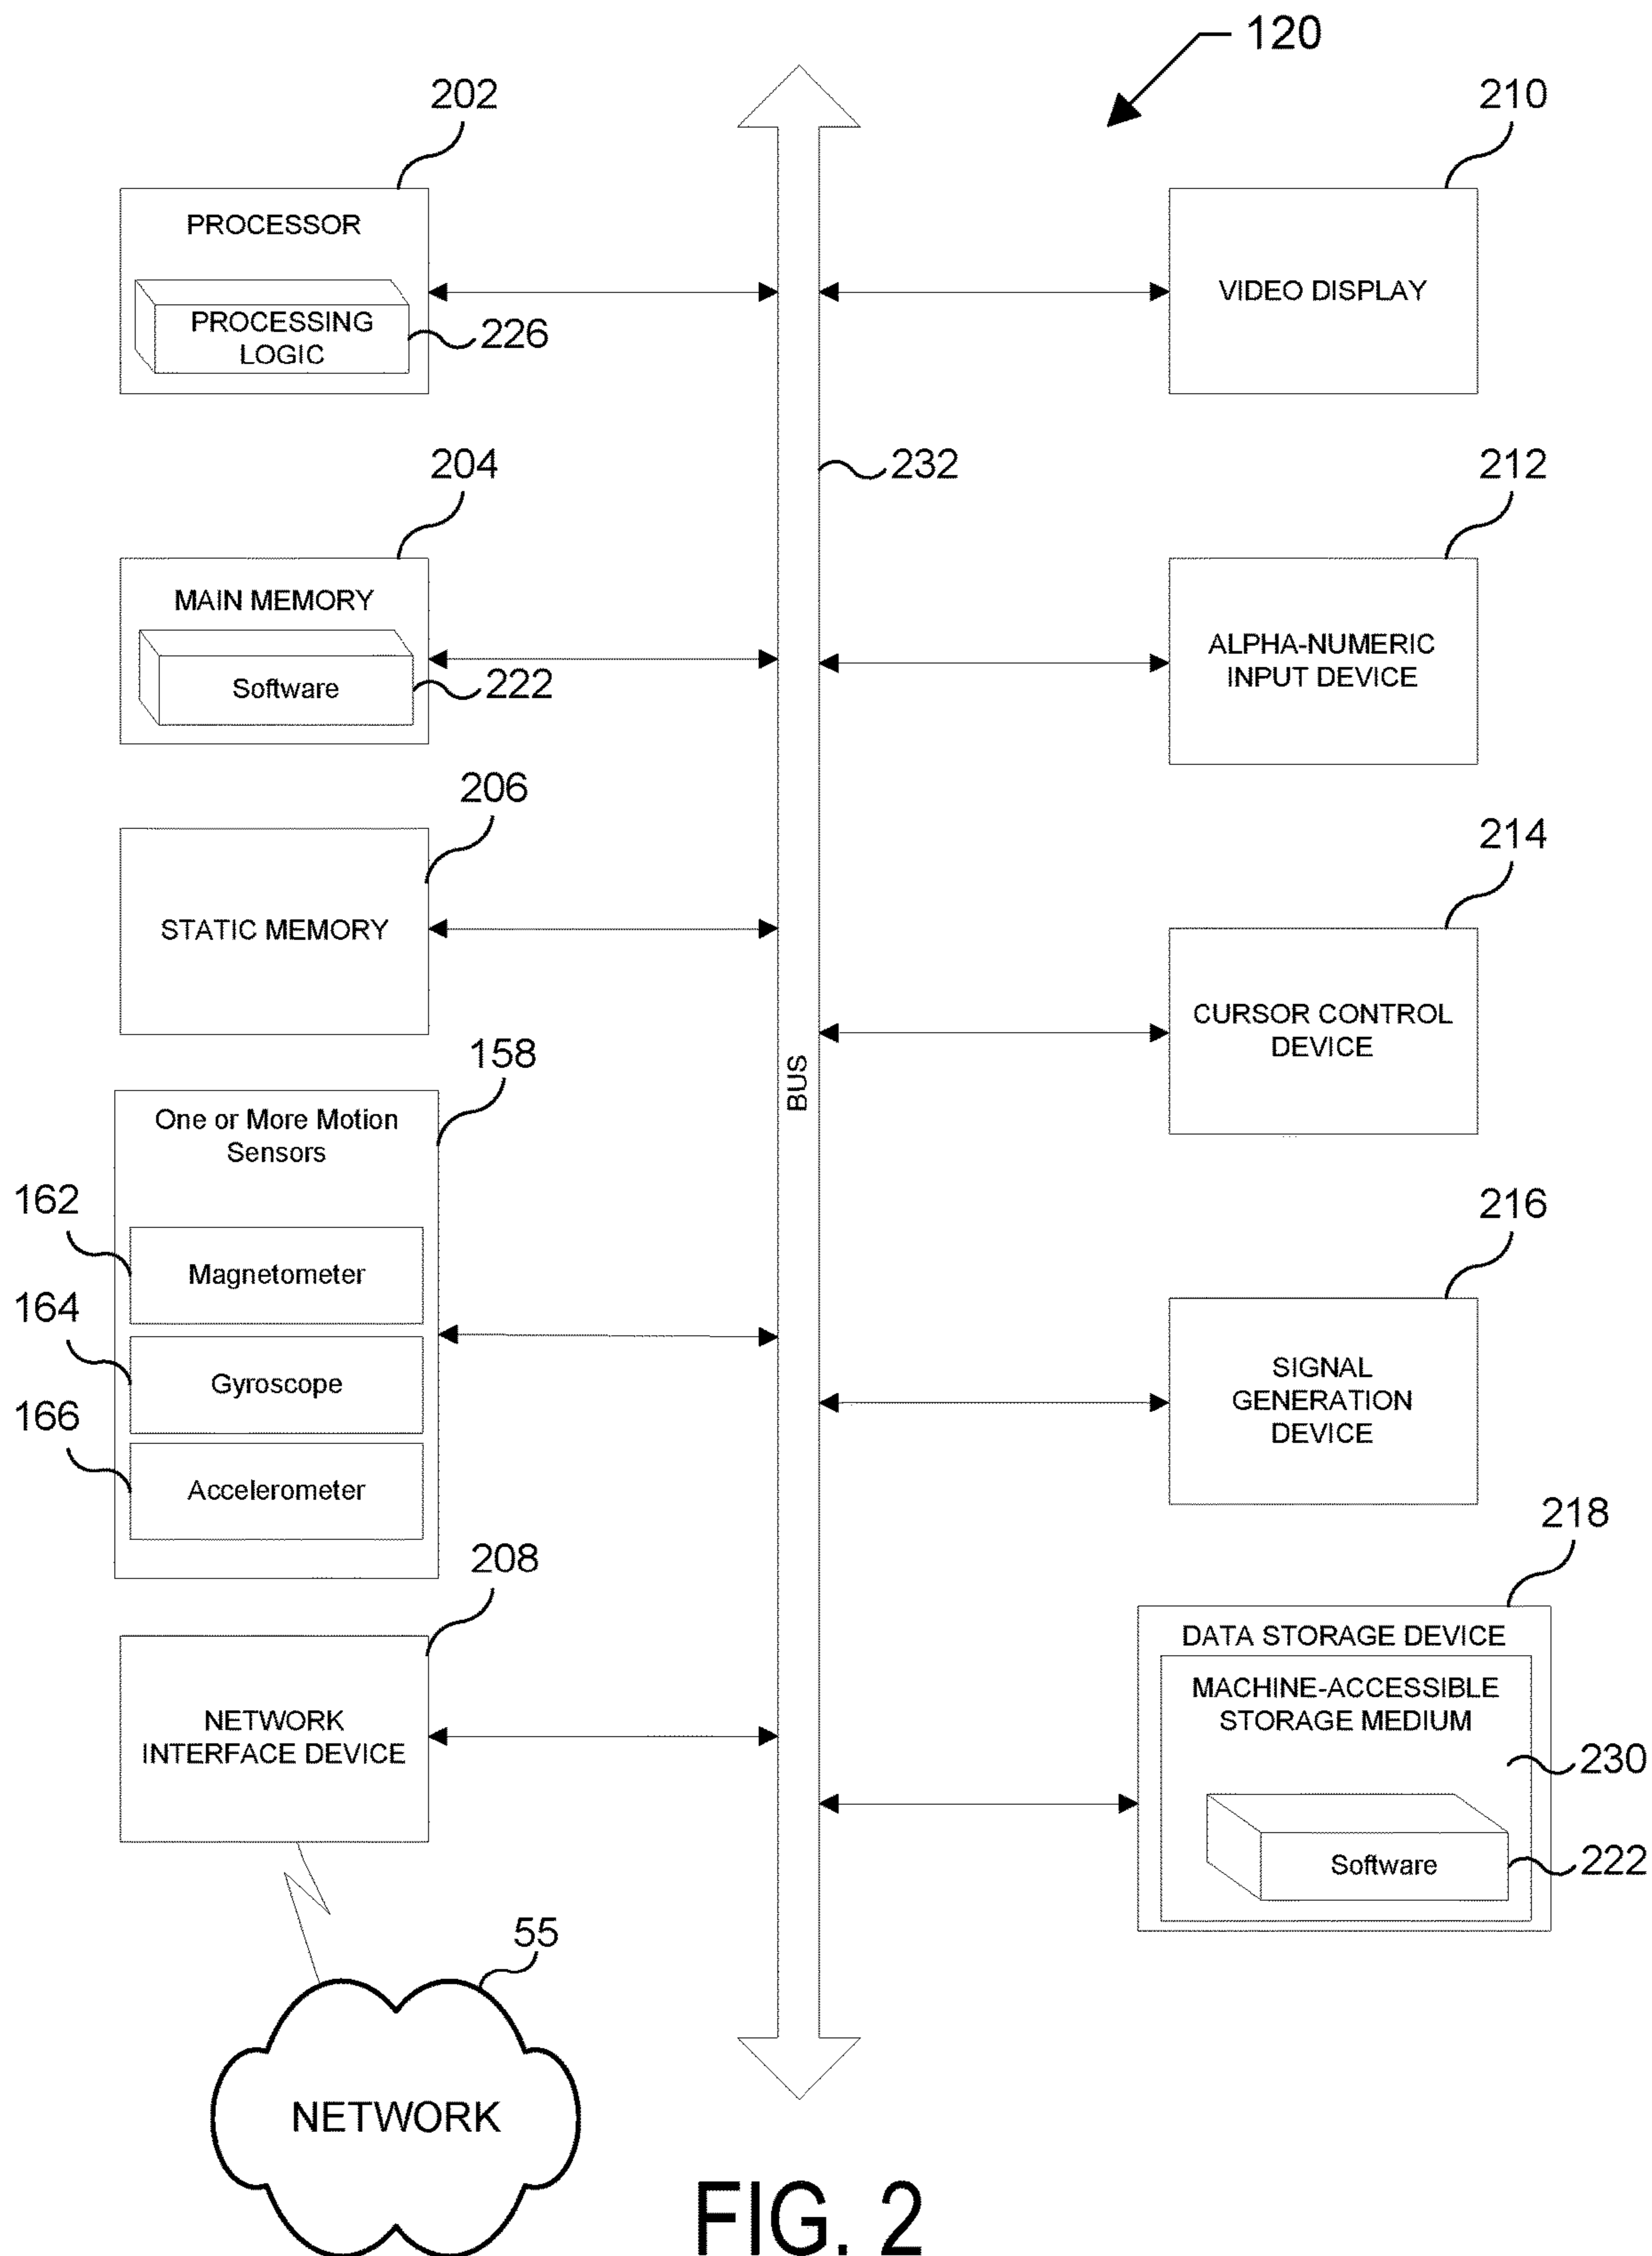 120
202
PROCESSOR
PROCESSING
LOGIC
226
210
VIDEO DISPLAY
232
204
MAIN MEMORY
Software
222
212
ALPHA-NUMERIC
INPUT DEVICE
206
STATIC MEMORY
214
CURSOR CONTROL
DEVICE
BUS
158
One or More Motion
Sensors
162
Magnetometer
164
Gyroscope
166
Accelerometer
216
SIGNAL
GENERATION
DEVICE
208
NETWORK
INTERFACE DEVICE
218
DATA STORAGE DEVICE
MACHINE-ACCESSIBLE
STORAGE MEDIUM
230
Software
222
55
NETWORK
FIG. 2